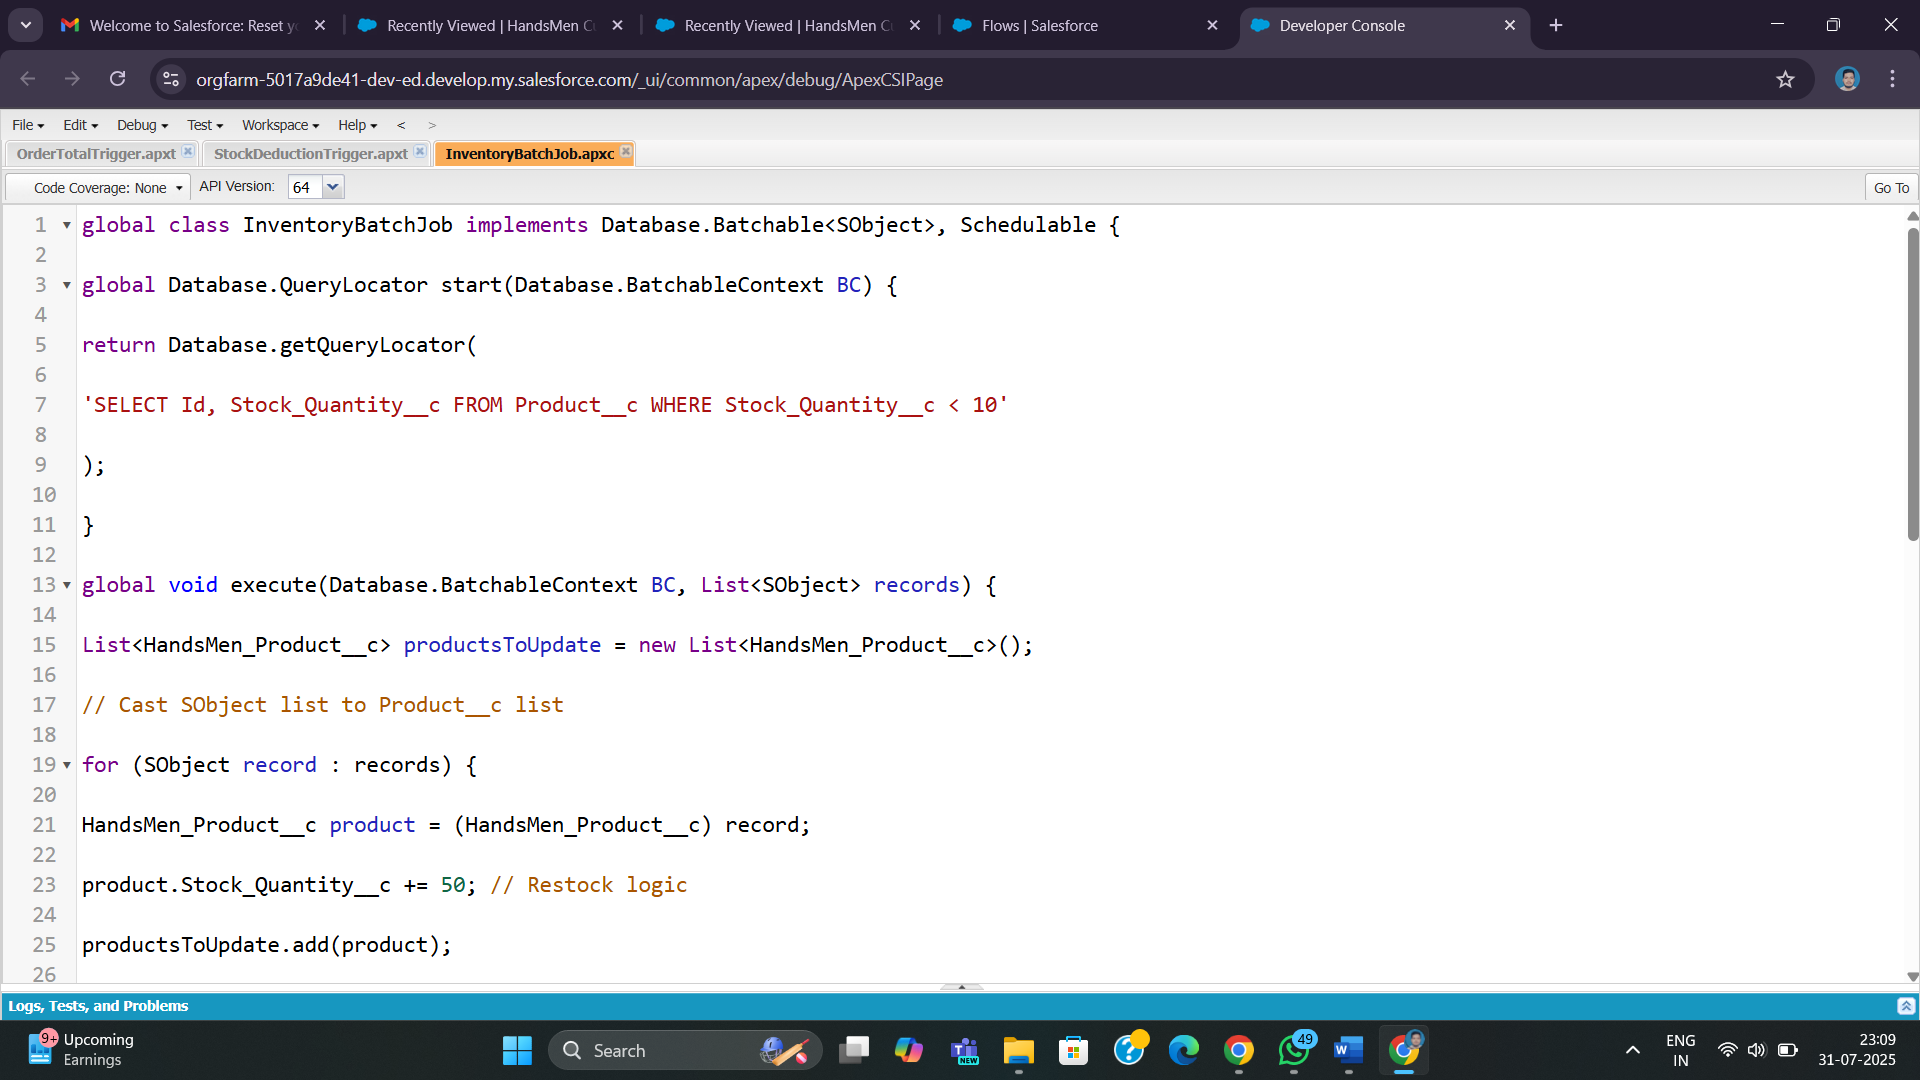 Welcome to Salesforce: Reset yo
Recently Viewed | HandsMen Cu
Recently Viewed | HandsMen Cu
Flows | Salesforce
Developer Console
orgfarm-5017a9de41-dev-ed.develop.my.salesforce.com/_ui/common/apex/debug/ApexCSIPage
File Edit Debug Test Workspace Help < >
OrderTotalTrigger.apxt StockDeductionTrigger.apxt InventoryBatchJob.apxc
Code Coverage: None API Version: 64 Go To
1 global class InventoryBatchJob implements Database.Batchable<SObject>, Schedulable {
2
3 global Database.QueryLocator start(Database.BatchableContext BC) {
4
5 return Database.getQueryLocator(
6
7 'SELECT Id, Stock_Quantity__c FROM Product__c WHERE Stock_Quantity__c < 10'
8
9 );
10
11 }
12
13 global void execute(Database.BatchableContext BC, List<SObject> records) {
14
15 List<HandsMen_Product__c> productsToUpdate = new List<HandsMen_Product__c>();
16
17 // Cast SObject list to Product__c list
18
19 for (SObject record : records) {
20
21 HandsMen_Product__c product = (HandsMen_Product__c) record;
22
23 product.Stock_Quantity__c += 50; // Restock logic
24
25 productsToUpdate.add(product);
26
Logs, Tests, and Problems
9+ Upcoming
Earnings
Search
NEW
49
W
ENG
IN
23:09
31-07-2025